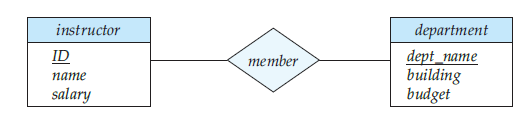 instructor
ID
name
salary
member
department
dept_name
building
budget